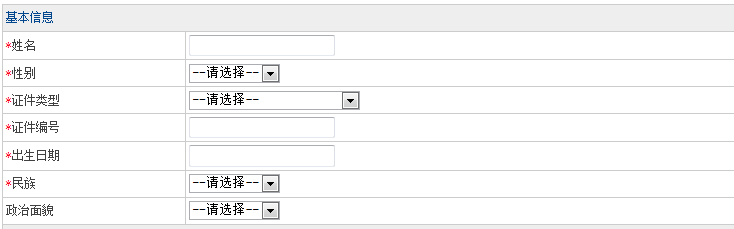 基本信息
*姓名
*性别 --请选择--
*证件类型 --请选择--
*证件编号
*出生日期
*民族 --请选择--
政治面貌 --请选择--